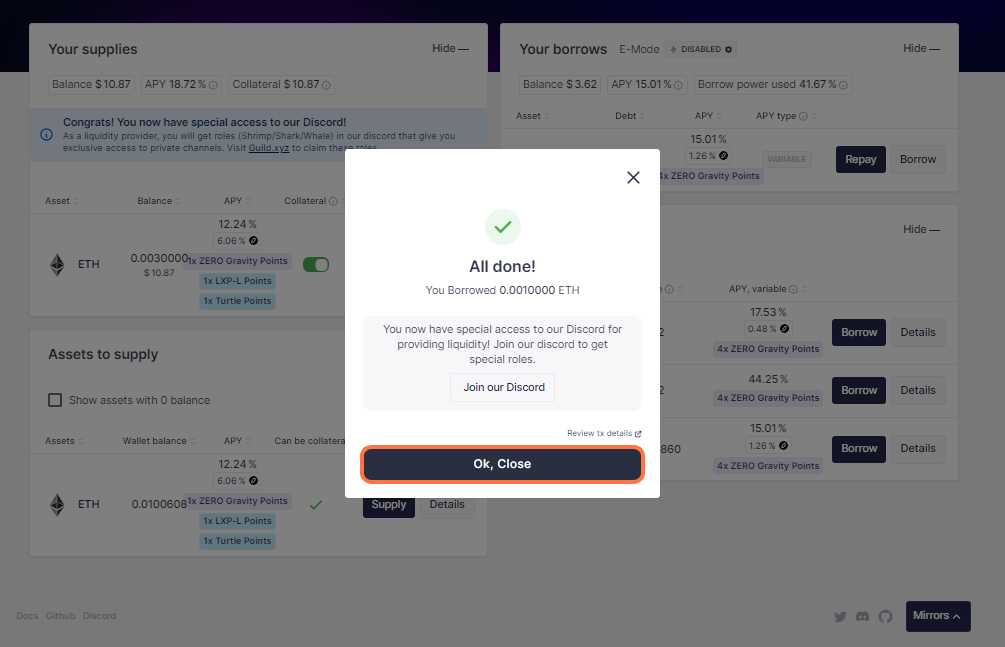 Your supplies
Hide —
Balance $ 10.87
APY 18.72 %
Collateral $ 10.87
Congrats! You now have special access to our Discord!
As a liquidity provider, you will get roles (Shrimp/Shark/Whale) in our discord that give you
exclusive access to private channels. Visit Guild.xyz to claim these roles
Asset
Balance
APY
Collateral
ETH
0.0030000
$ 10.87
12.24 %
6.06 %
1x ZERO Gravity Points
1x LXP-L Points
1x Turtle Points
Assets to supply
Show assets with 0 balance
Assets
Wallet balance
APY
Can be collatera
ETH
0.0100608
12.24 %
6.06 %
1x ZERO Gravity Points
1x LXP-L Points
1x Turtle Points
Supply
Details
Your borrows
E-Mode
DISABLED
Hide —
Balance $ 3.62
APY 15.01 %
Borrow power used 41.67 %
Asset
Debt
APY
APY type
15.01 %
1.26 %
4x ZERO Gravity Points
VARIABLE
Repay
Borrow
Hide —
APY, variable
17.53 %
0.48 %
4x ZERO Gravity Points
Borrow
Details
44.25 %
4x ZERO Gravity Points
Borrow
Details
860
15.01 %
1.26 %
4x ZERO Gravity Points
Borrow
Details
All done!
You Borrowed 0.0010000 ETH
You now have special access to our Discord for
providing liquidity! Join our discord to get
special roles.
Join our Discord
Review tx details
Ok, Close
Docs Github Discord
Mirrors